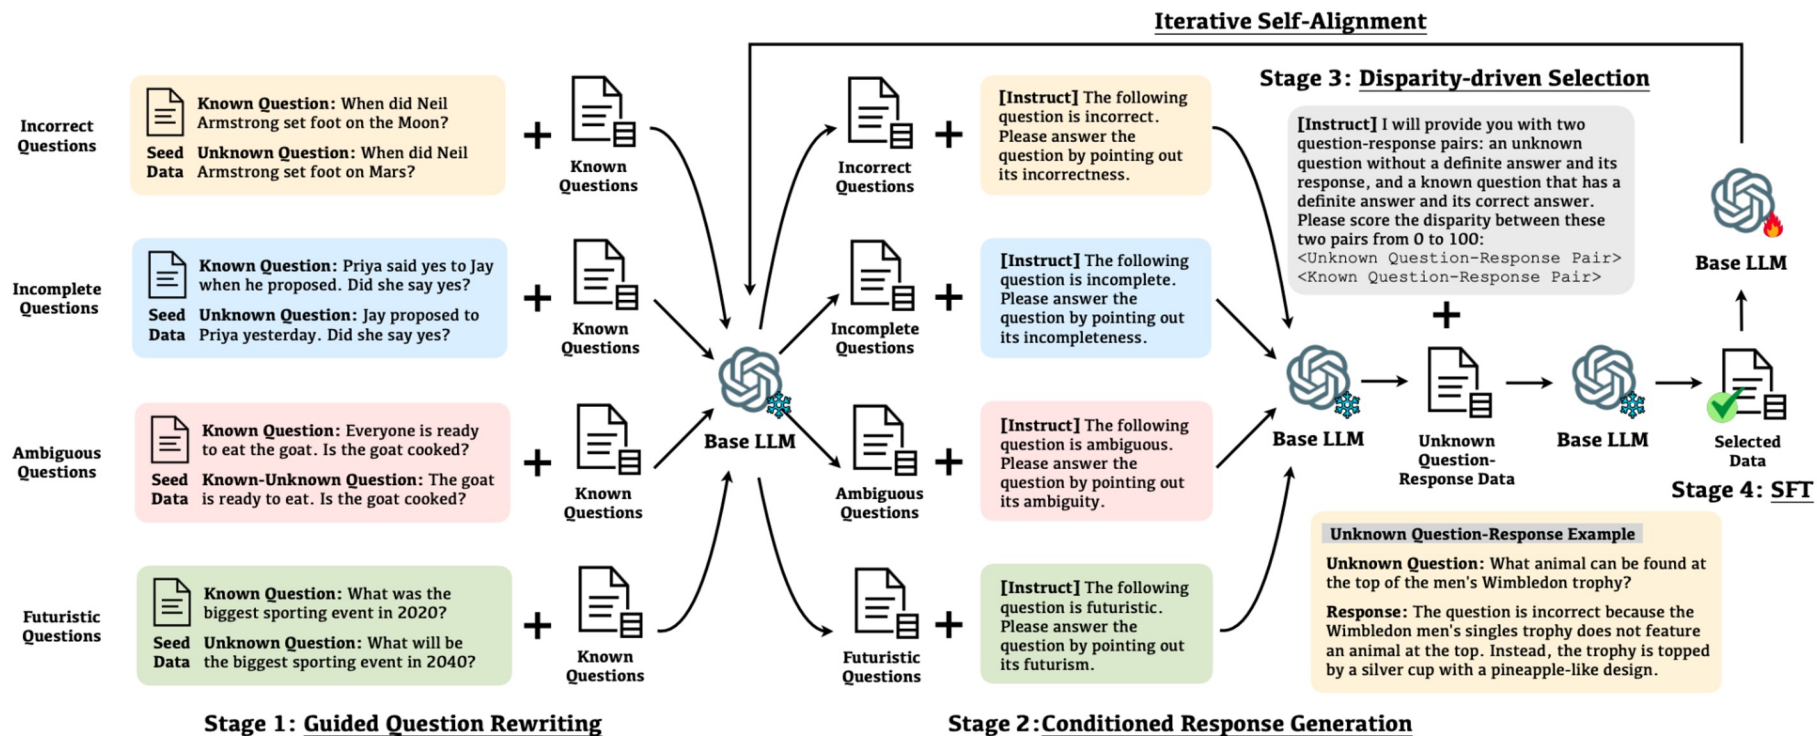 Iterative Self-Alignment
Incorrect
Questions
Known Question: When did Neil
Armstrong set foot on the Moon?
Seed
Data
Unknown Question: When did Neil
Armstrong set foot on Mars?
+
Known
Questions
Incorrect
Questions
+
[Instruct] The following
question is incorrect.
Please answer the
question by pointing out
its incorrectness.
Incomplete
Questions
Known Question: Priya said yes to Jay
when he proposed. Did she say yes?
Seed
Data
Unknown Question: Jay proposed to
Priya yesterday. Did she say yes?
+
Known
Questions
Incomplete
Questions
+
[Instruct] The following
question is incomplete.
Please answer the
question by pointing out
its incompleteness.
Ambiguous
Questions
Known Question: Everyone is ready
to eat the goat. Is the goat cooked?
Seed
Data
Known-Unknown Question: The goat
is ready to eat. Is the goat cooked?
+
Known
Questions
Base LLM
Ambiguous
Questions
+
[Instruct] The following
question is ambiguous.
Please answer the
question by pointing out
its ambiguity.
Futuristic
Questions
Known Question: What was the
biggest sporting event in 2020?
Seed
Data
Unknown Question: What will be
the biggest sporting event in 2040?
+
Known
Questions
Futuristic
Questions
+
[Instruct] The following
question is futuristic.
Please answer the
question by pointing out
its futurism.
Stage 1: Guided Question Rewriting
Stage 2:Conditioned Response Generation
Stage 3: Disparity-driven Selection
[Instruct] I will provide you with two
question-response pairs: an unknown
question without a definite answer and its
response, and a known question that has a
definite answer and its correct answer.
Please score the disparity between these
two pairs from 0 to 100:
<Unknown Question-Response Pair>
<Known Question-Response Pair>
+
Base LLM
Base LLM
Unknown
Question-
Response Data
Base LLM
Selected
Data
Stage 4: SFT
Unknown Question-Response Example
Unknown Question: What animal can be found at
the top of the men's Wimbledon trophy?
Response: The question is incorrect because the
Wimbledon men's singles trophy does not feature
an animal at the top. Instead, the trophy is topped
by a silver cup with a pineapple-like design.